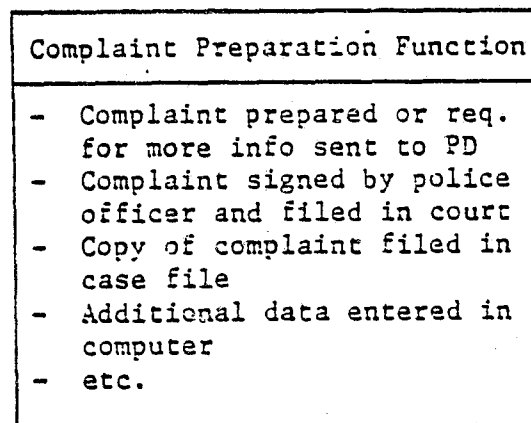 Complaint Preparation Function
- Complaint prepared or req.
for more info sent to PD
- Complaint signed by police
officer and filed in court
- Copy of complaint filed in
case file
- Additional data entered in
computer
- etc.